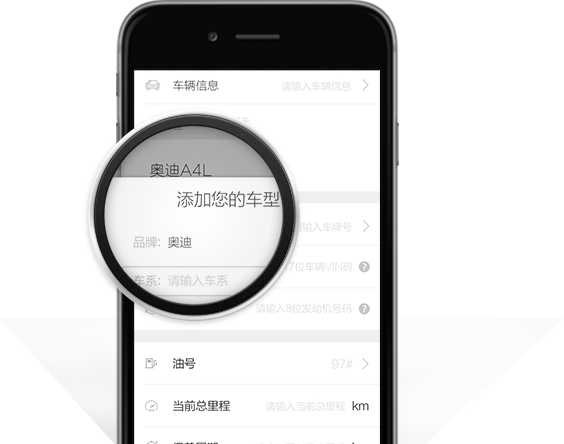 车辆信息 请输入车辆信息
奥迪A4L
添加您的车型
输入车牌号
品牌: 奥迪
7位车辆VIN码 ?
车系: 请输入车系
请输入8位发动机号码 ?
油号 97#
当前总里程 请输入当前总里程 km